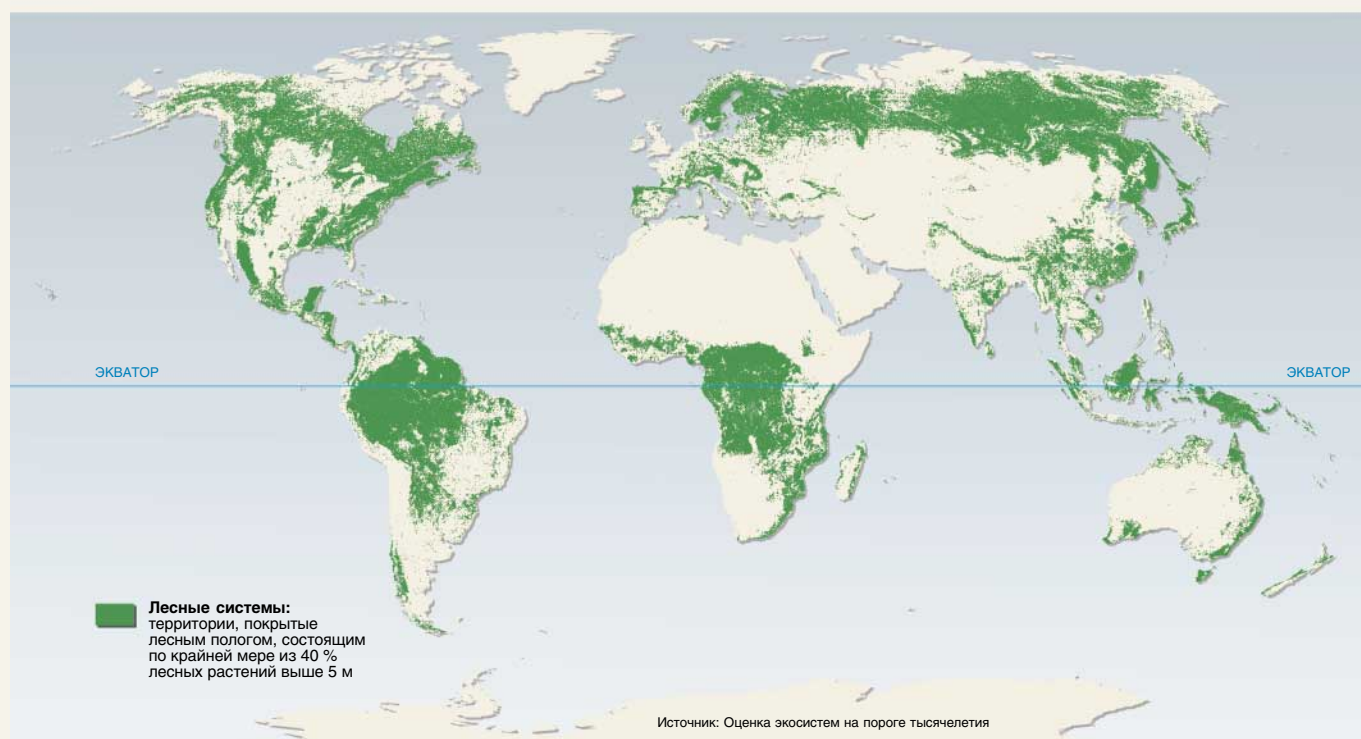 ЭКВАТОР
ЭКВАТОР
Лесные системы:
территории, покрытые
лесным пологом, состоящим
по крайней мере из 40 %
лесных растений выше 5 м
Источник: Оценка экосистем на пороге тысячелетия